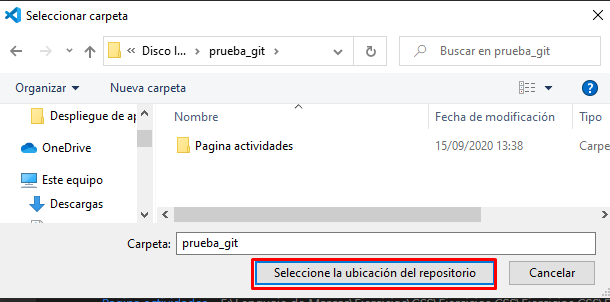 Seleccionar carpeta
« Disco l... › prueba_git ›
Buscar en prueba_git
Organizar Nueva carpeta
Despliegue de ap
OneDrive
Este equipo
Descargas
Nombre Fecha de modificación Tipo
Pagina actividades 15/09/2020 13:38 Carpe
Carpeta: prueba_git
Seleccione la ubicación del repositorio Cancelar